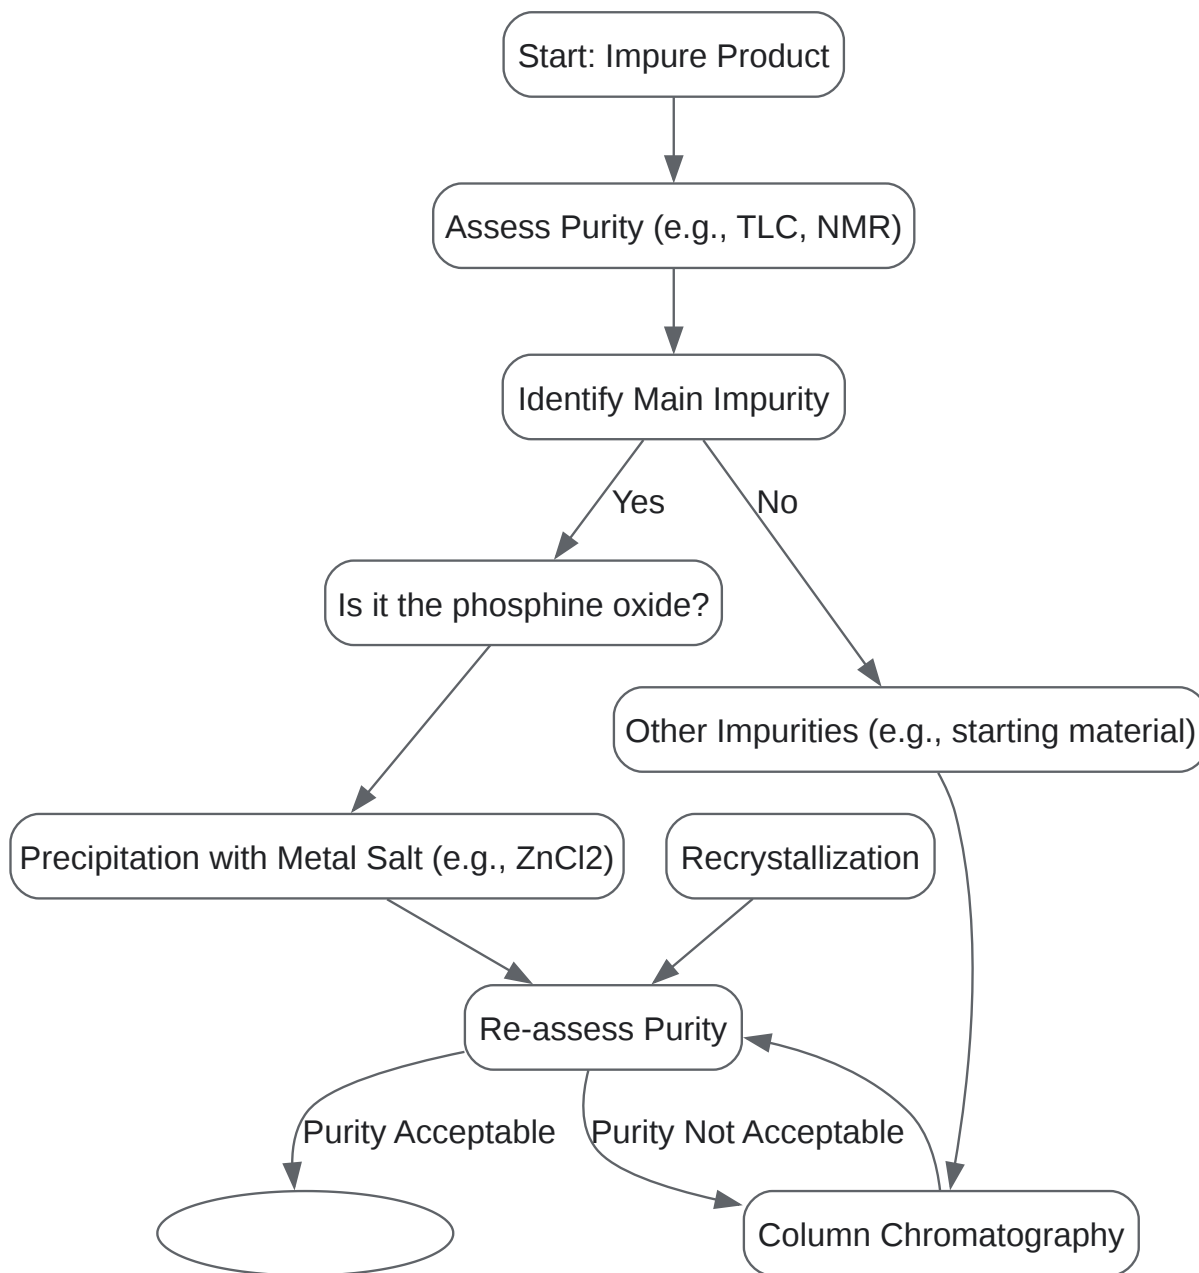 Start: Impure Product
Assess Purity (e.g., TLC, NMR)
Identify Main Impurity
Yes
No
Is it the phosphine oxide?
Other Impurities (e.g., starting material)
Precipitation with Metal Salt (e.g., ZnCl2)
Recrystallization
Re-assess Purity
Purity Acceptable
Purity Not Acceptable
Column Chromatography